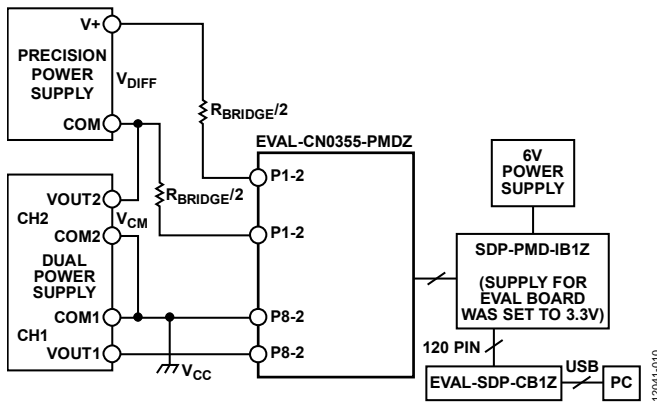 V+
PRECISION
POWER
SUPPLY
VDIFF
COM
RBRIDGE/2
RBRIDGE/2
VOUT2
CH2
VCM
COM2
DUAL
POWER
SUPPLY
COM1
CH1
VOUT1
VCC
EVAL-CN0355-PMDZ
P1-2
P1-2
P8-2
P8-2
6V
POWER
SUPPLY
SDP-PMD-IB1Z
(SUPPLY FOR
EVAL BOARD
WAS SET TO 3.3V)
120 PIN
EVAL-SDP-CB1Z
USB
PC
12041-010